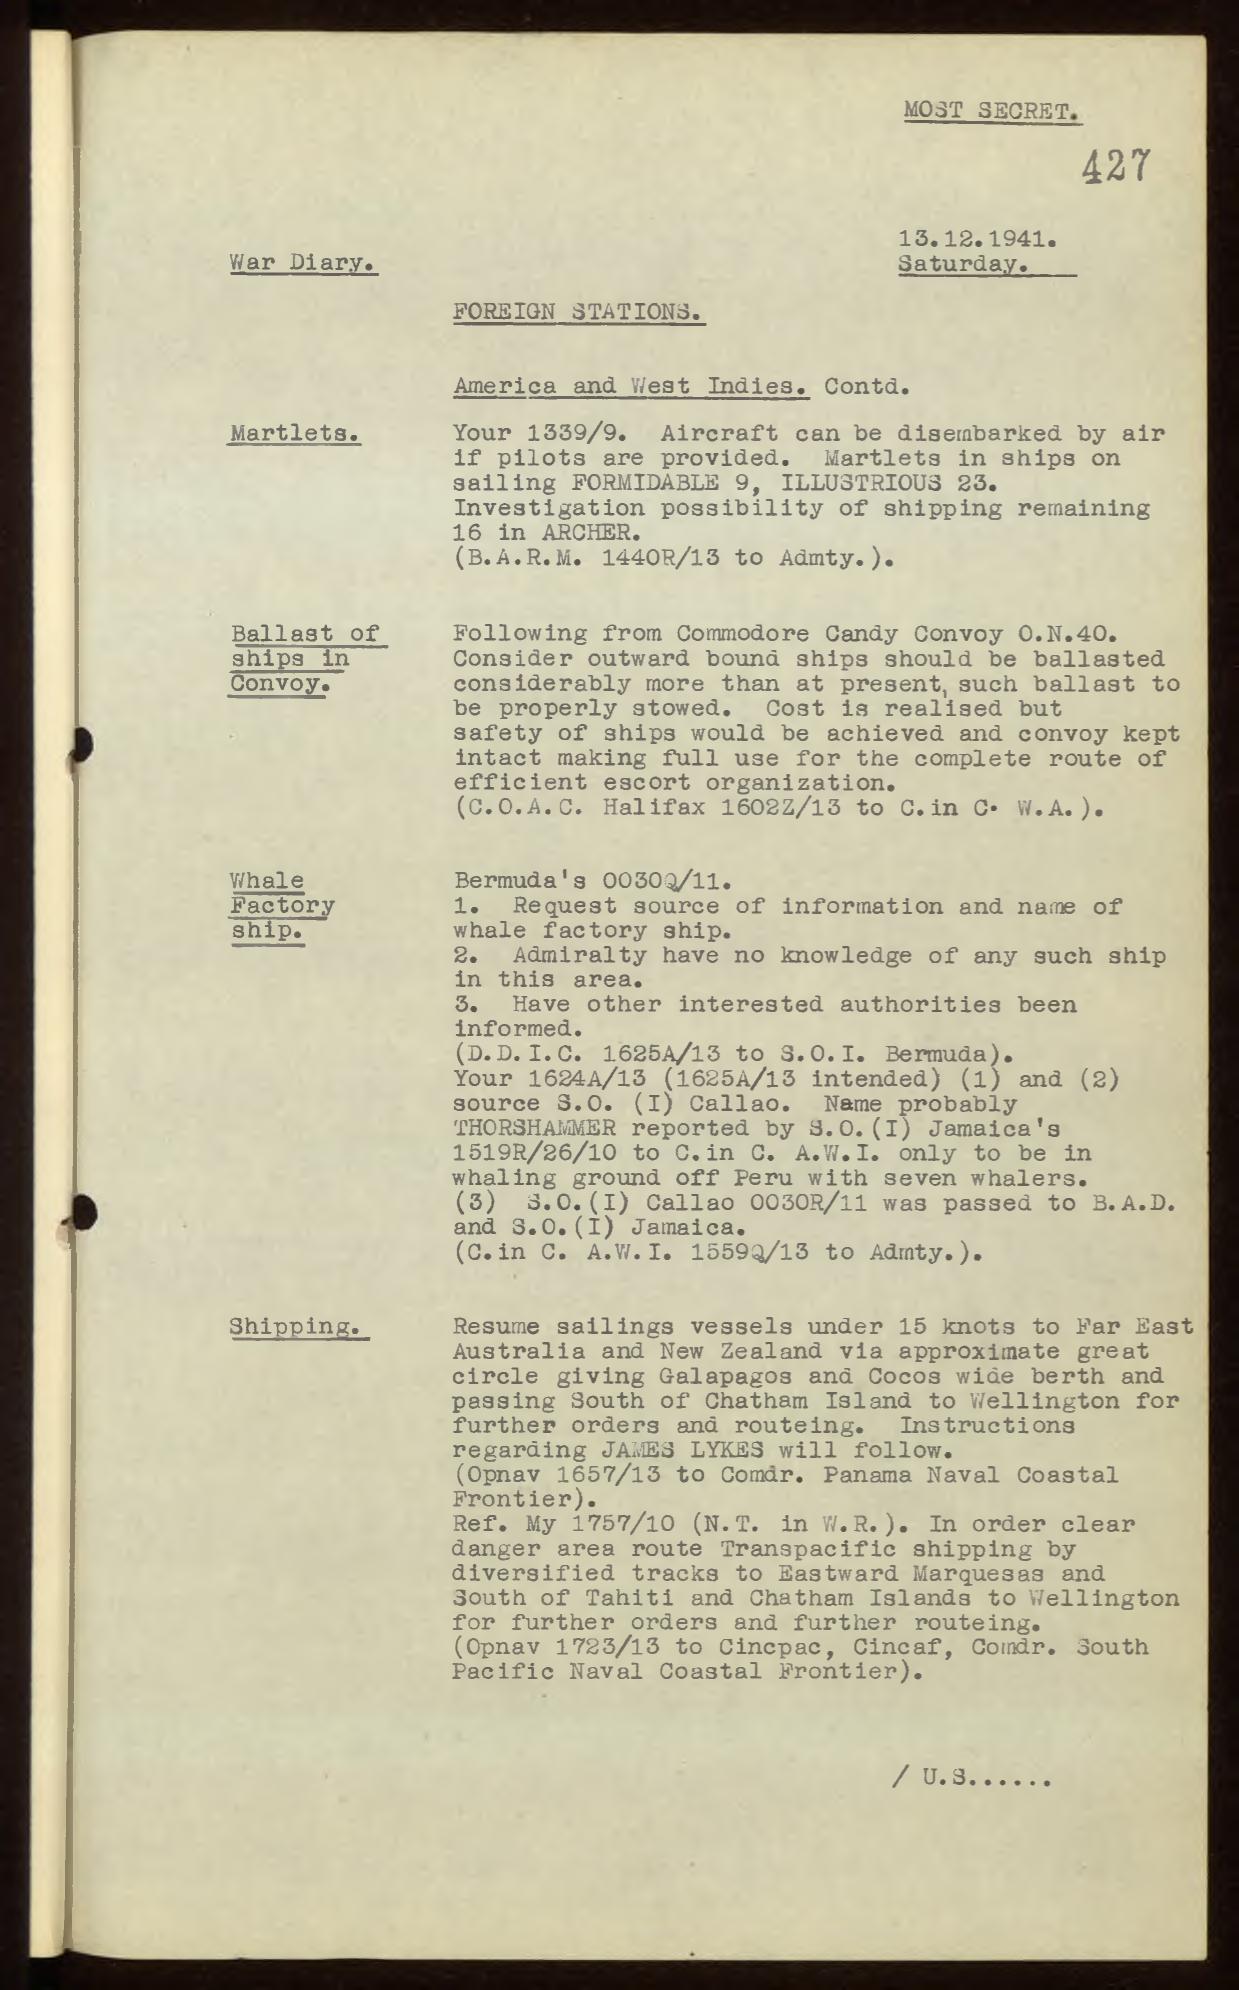 MOST SECRET.
427
13.12.1941.
War Diary.
Saturday.
FOREIGN STATIONS.
America and West Indies. Contd.
Martlets.
Your 1339/9. Aircraft can be disembarked by air
if pilots are provided. Martlets in ships on
sailing FORMIDABLE 9, ILLUSTRIOUS 23.
Investigation possibility of shipping remaining
16 in ARCHER.
(B.A.R.M. 1440R/13 to Admty.).
Ballast of
ships in
Convoy.
Following from Commodore Candy Convoy O.N.40.
Consider outward bound ships should be ballasted
considerably more than at present, such ballast to
be properly stowed. Cost is realised but
safety of ships would be achieved and convoy kept
intact making full use for the complete route of
efficient escort organization.
(C.O.A.C. Halifax 1602Z/13 to C.in C. W.A.).
Whale
Factory
ship.
Bermuda's 0030Q/11.
1. Request source of information and name of
whale factory ship.
2. Admiralty have no knowledge of any such ship
in this area.
3. Have other interested authorities been
informed.
(D.D.I.C. 1625A/13 to S.O.I. Bermuda).
Your 1624A/13 (1625A/13 intended) (1) and (2)
source S.O. (I) Callao. Name probably
THORSHAMMER reported by S.O.(I) Jamaica's
1519R/26/10 to C.in C. A.W.I. only to be in
whaling ground off Peru with seven whalers.
(3) S.O.(I) Callao 0030R/11 was passed to B.A.D.
and S.O.(I) Jamaica.
(C.in C. A.W.I. 1559Q/13 to Admty.).
Shipping.
Resume sailings vessels under 15 knots to Far East
Australia and New Zealand via approximate great
circle giving Galapagos and Cocos wide berth and
passing South of Chatham Island to Wellington for
further orders and routeing. Instructions
regarding JAMES LYKES will follow.
(Opnav 1657/13 to Comdr. Panama Naval Coastal
Frontier).
Ref. My 1757/10 (N.T. in W.R.). In order clear
danger area route Transpacific shipping by
diversified tracks to Eastward Marquesas and
South of Tahiti and Chatham Islands to Wellington
for further orders and further routeing.
(Opnav 1723/13 to Cincpac, Cincaf, Comdr. South
Pacific Naval Coastal Frontier).
/ U.S......